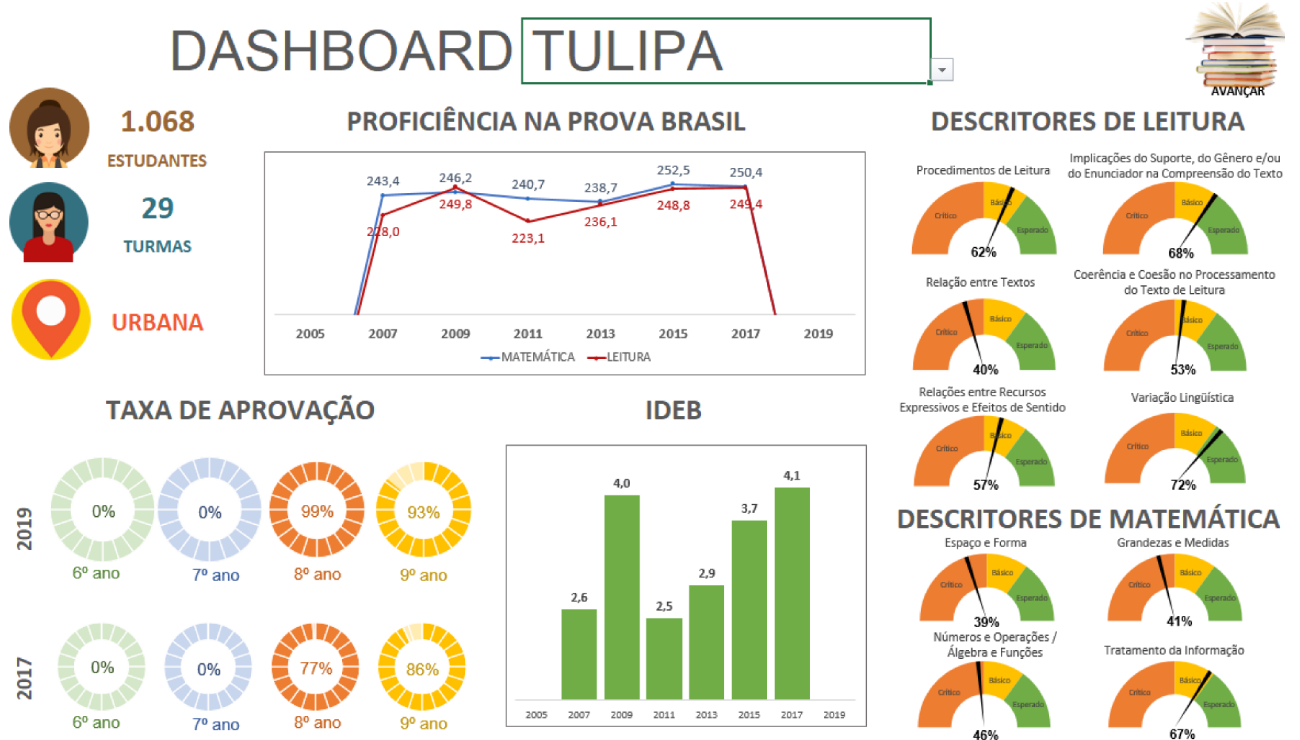 DASHBOARD TULIPA
AVANÇAR
1.068
ESTUDANTES
29
TURMAS
URBANA
PROFICIÊNCIA NA PROVA BRASIL
243,4 246,2 240,7 238,7 252,5 250,4
228,0 249,8 223,1 236,1 248,8 249,4
2005 2007 2009 2011 2013 2015 2017 2019
MATEMÁTICA LEITURA
TAXA DE APROVAÇÃO
2019
0% 0% 99% 93%
6º ano 7º ano 8º ano 9º ano
2017
0% 0% 77% 86%
6º ano 7º ano 8º ano 9º ano
IDEB
2,6 4,0 2,5 2,9 3,7 4,1
2005 2007 2009 2011 2013 2015 2017 2019
DESCRITORES DE LEITURA
Procedimentos de Leitura
Crítico Básico Esperado
62%
Implicações do Suporte, do Gênero e/ou
do Enunciador na Compreensão do Texto
Crítico Básico Esperado
68%
Relação entre Textos
Crítico Básico Esperado
40%
Coerência e Coesão no Processamento
do Texto de Leitura
Crítico Básico Esperado
53%
Relações entre Recursos
Expressivos e Efeitos de Sentido
Crítico Básico Esperado
57%
Variação Lingüística
Crítico Básico Esperado
72%
DESCRITORES DE MATEMÁTICA
Espaço e Forma
Crítico Básico Esperado
39%
Grandezas e Medidas
Crítico Básico Esperado
41%
Números e Operações /
Álgebra e Funções
Crítico Básico Esperado
46%
Tratamento da Informação
Crítico Básico Esperado
67%